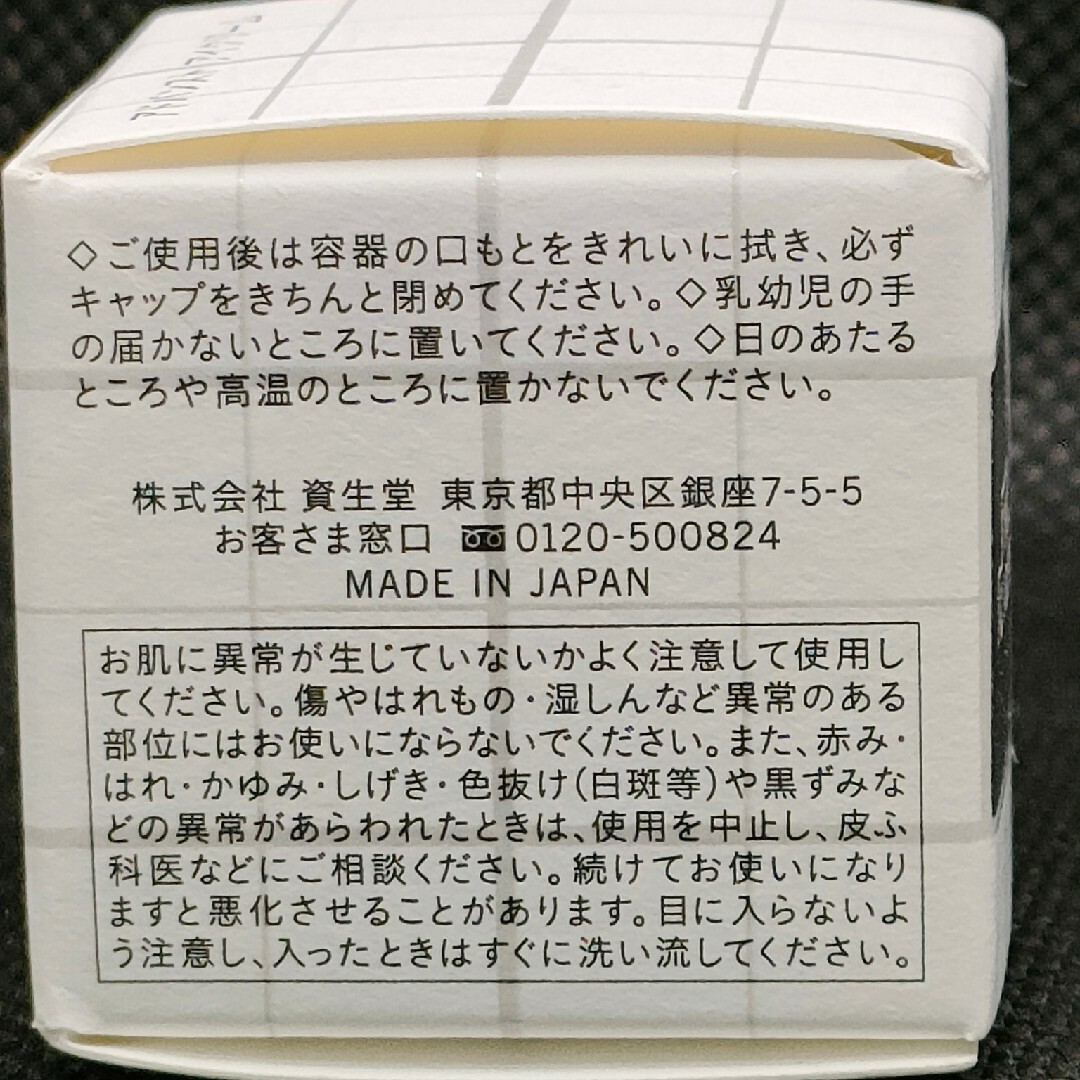 ◇ご使用後は容器の口もとをきれいに拭き、必ず
キャップをきちんと閉めてください。◇乳幼児の手
の届かないところに置いてください。◇日のあたる
ところや高温のところに置かないでください。
株式会社 資生堂 東京都中央区銀座7-5-5
お客さま窓口 0120-500824
MADE IN JAPAN
お肌に異常が生じていないかよく注意して使用し
てください。傷やはれもの・湿しんなど異常のある
部位にはお使いにならないでください。また、赤み・
はれ・かゆみ・しげき・色抜け(白斑等)や黒ずみな
どの異常があらわれたときは、使用を中止し、皮ふ
科医などにご相談ください。続けてお使いになり
ますと悪化させることがあります。目に入らないよ
う注意し、入ったときはすぐに洗い流してください。